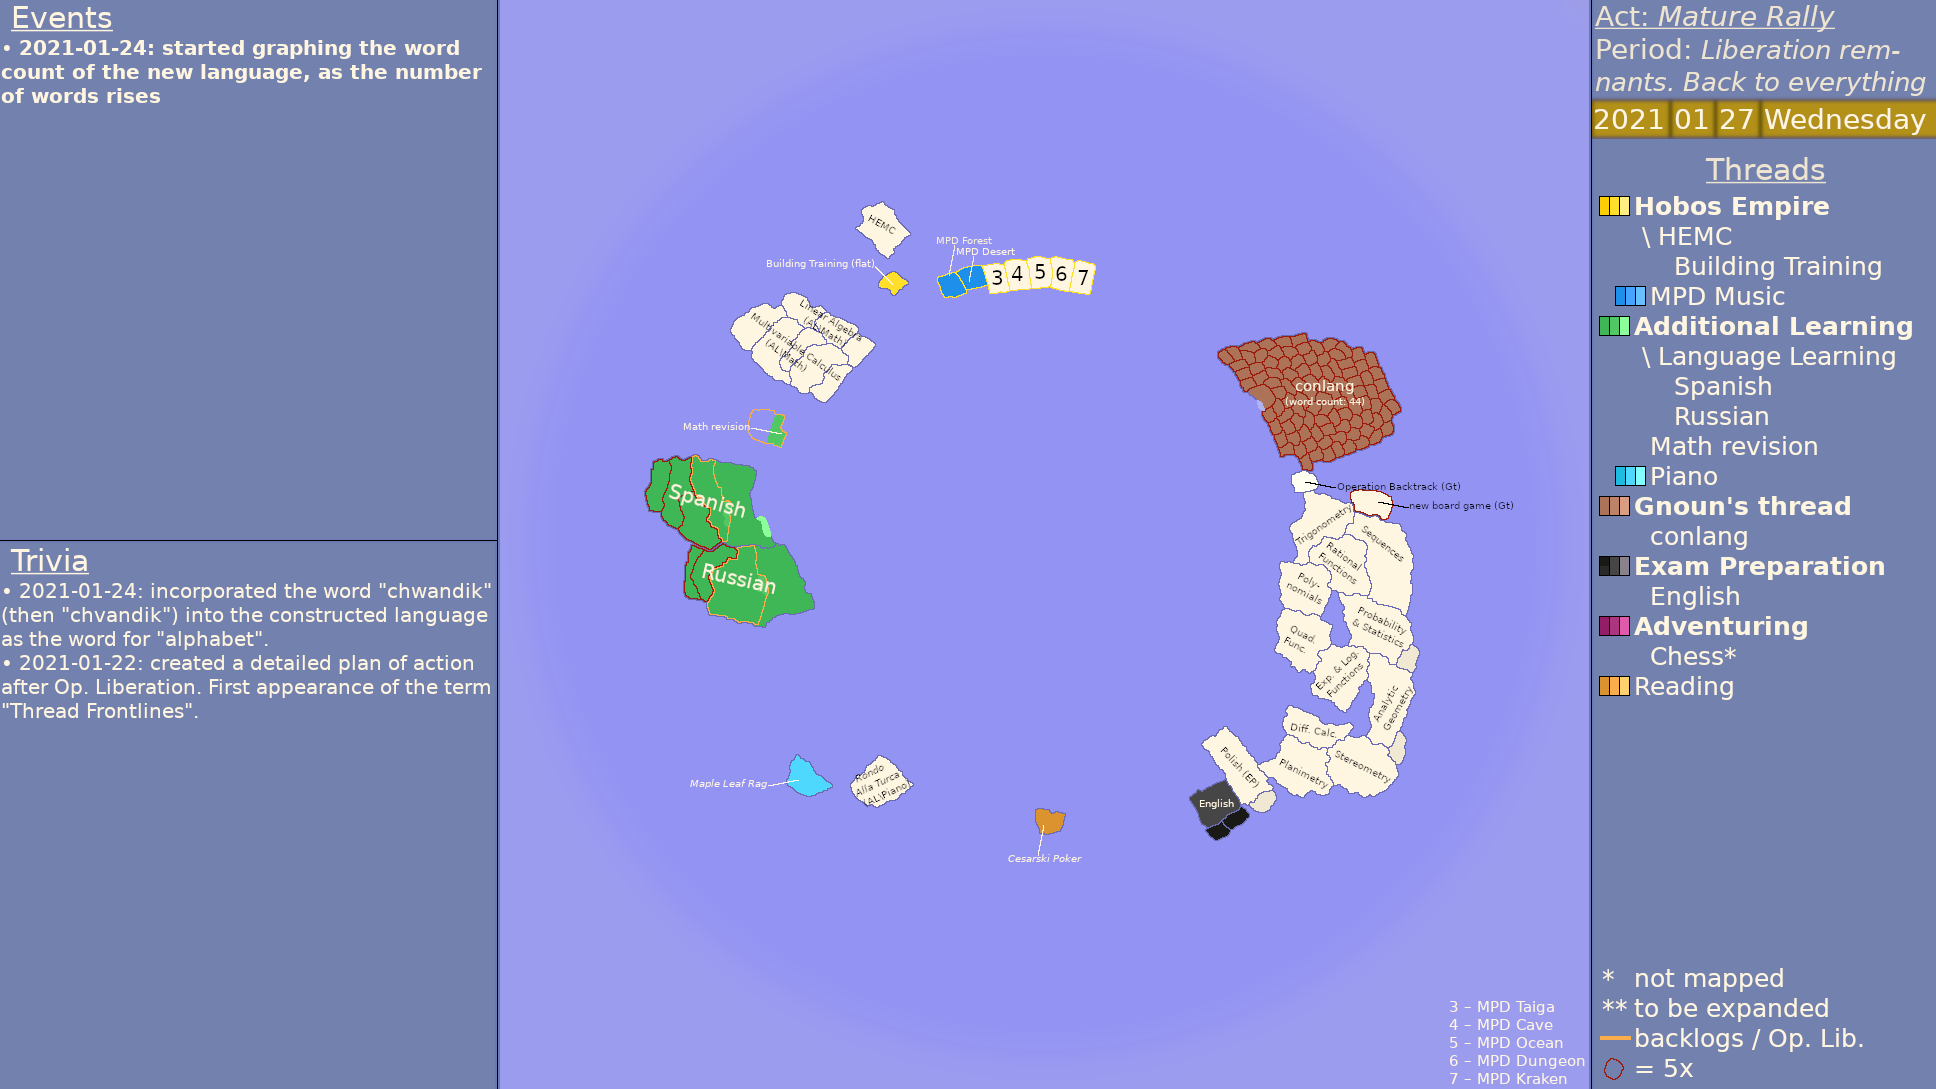 Events
• 2021-01-24: started graphing the word
count of the new language, as the number
of words rises
Trivia
• 2021-01-24: incorporated the word "chwandik"
(then "chvandik") into the constructed language
as the word for "alphabet".
• 2021-01-22: created a detailed plan of action
after Op. Liberation. First appearance of the term
"Thread Frontlines".
HEMC
MPD Forest
MPD Desert
Building Training (flat)
3 4 5 6 7
Linear Algebra
(AL\Math)
Multivariable Calculus
(AL\Math)
Math revision
Spanish
Russian
conlang
(word count: 44)
Operation Backtrack (Gt)
new board game (Gt)
Trigonometry
Sequences
Rational
Functions
Poly-
nomials
Probability
& Statistics
Quad.
Func.
Exp. & Log.
Functions
Analytic
Geometry
Diff. Calc.
Planimetry
Stereometry
Polish (EP)
English
Maple Leaf Rag
Rondo
Alla Turca
(AL\Piano)
Cesarski Poker
3 – MPD Taiga
4 – MPD Cave
5 – MPD Ocean
6 – MPD Dungeon
7 – MPD Kraken
Act: Mature Rally
Period: Liberation rem-
nants. Back to everything
2021 01 27 Wednesday
Threads
Hobos Empire
\ HEMC
Building Training
MPD Music
Additional Learning
\ Language Learning
Spanish
Russian
Math revision
Piano
Gnoun's thread
conlang
Exam Preparation
English
Adventuring
Chess*
Reading
* not mapped
** to be expanded
backlogs / Op. Lib.
= 5x